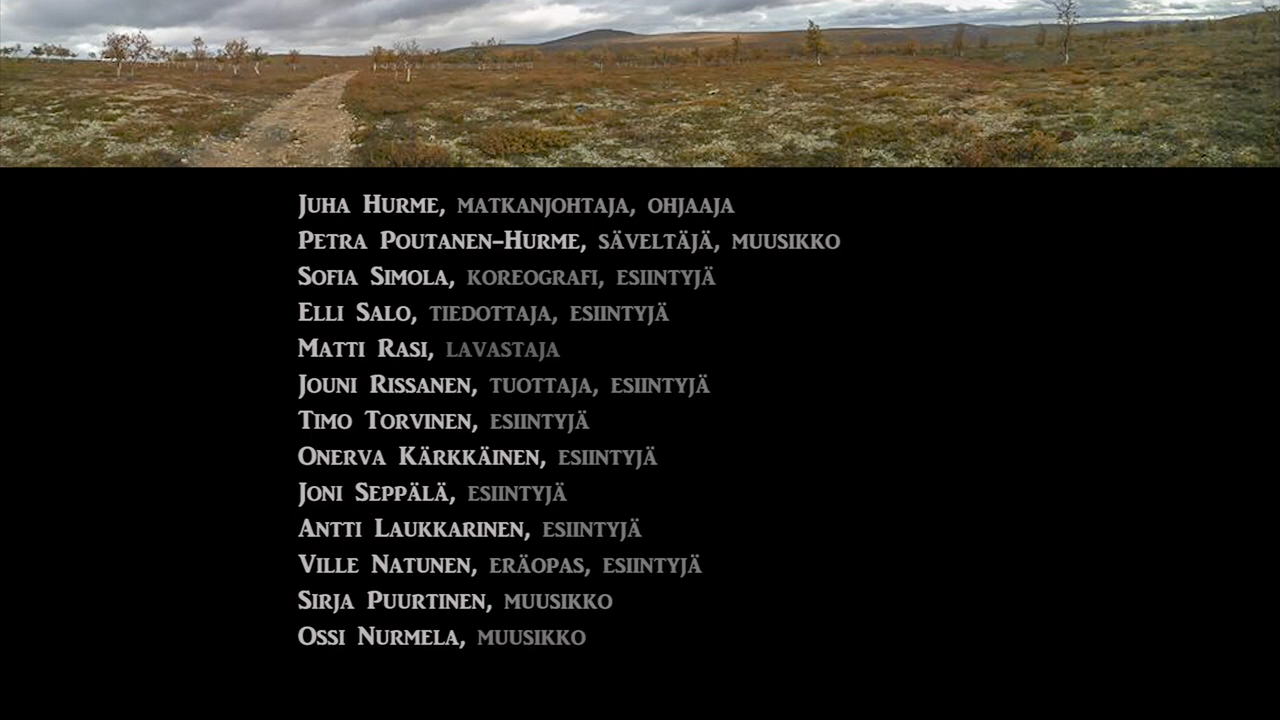 Juha Hurme, matkanjohtaja, ohjaaja
Petra Poutanen-Hurme, säveltäjä, muusikko
Sofia Simola, koreografi, esiintyjä
Elli Salo, tiedottaja, esiintyjä
Matti Rasi, lavastaja
Jouni Rissanen, tuottaja, esiintyjä
Timo Torvinen, esiintyjä
Onerva Kärkkäinen, esiintyjä
Joni Seppälä, esiintyjä
Antti Laukkarinen, esiintyjä
Ville Natunen, eräopas, esiintyjä
Sirja Puurtinen, muusikko
Ossi Nurmela, muusikko